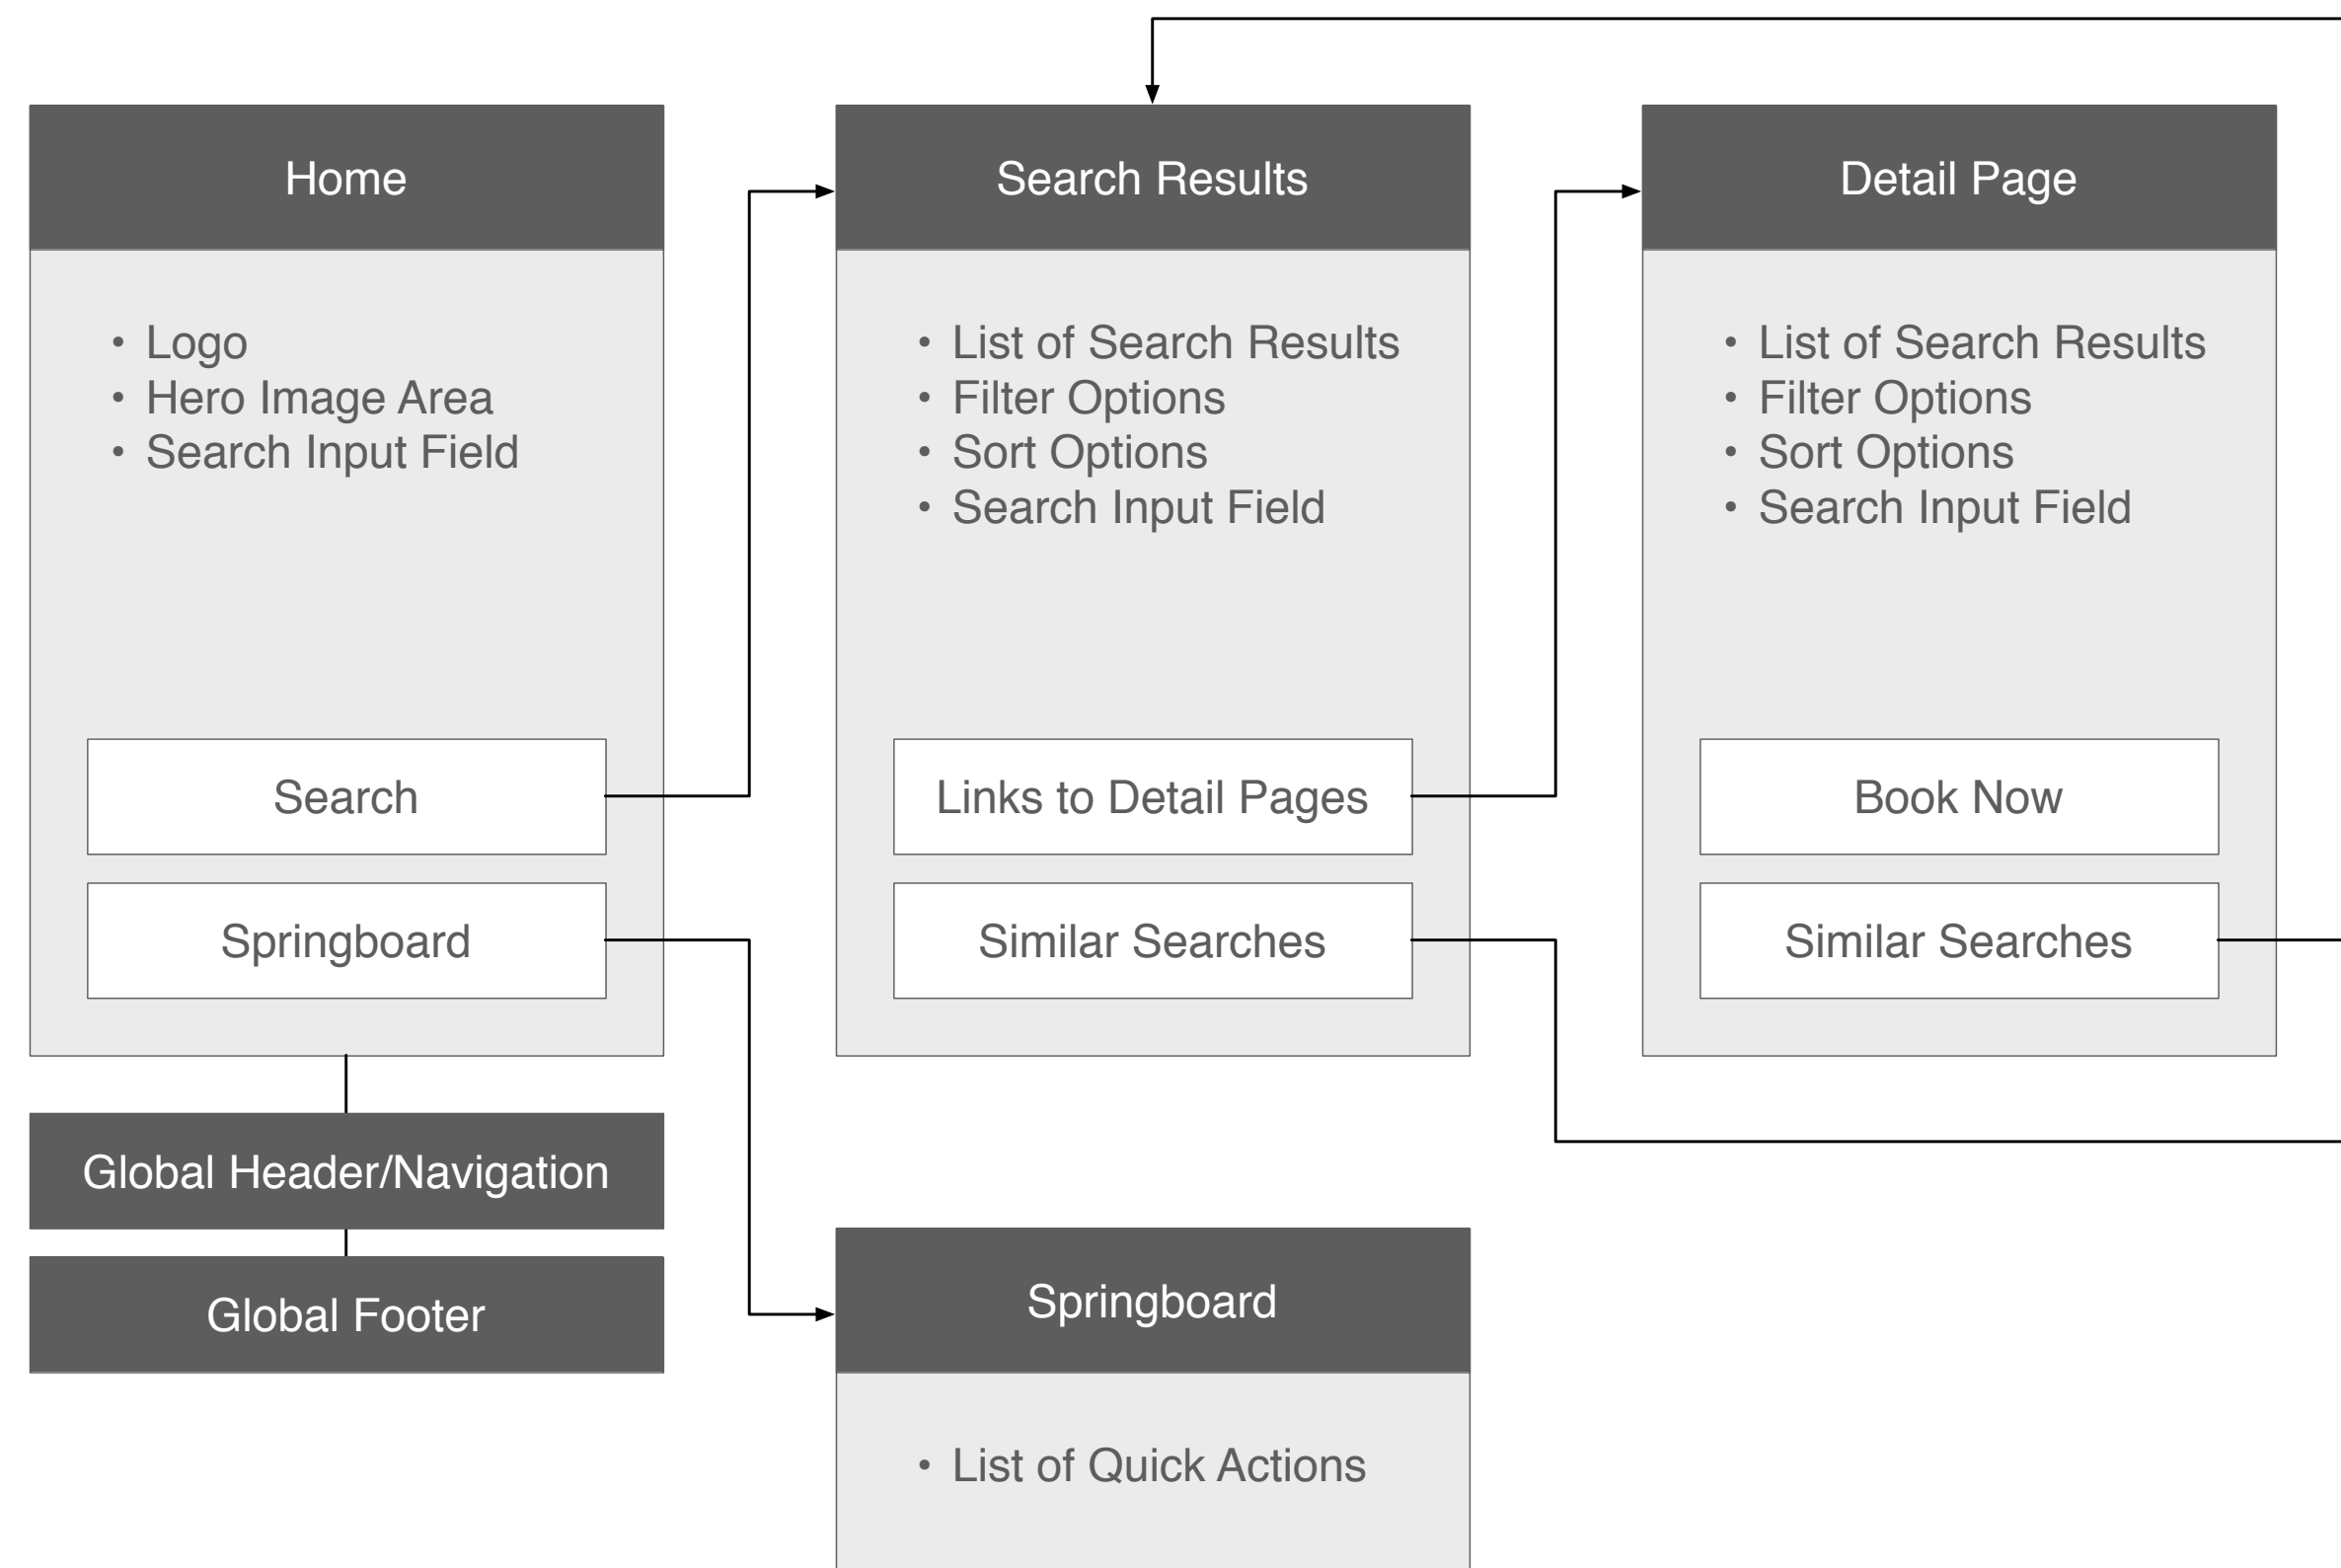 Home
• Logo
• Hero Image Area
• Search Input Field
Search
Springboard
Global Header/Navigation
Global Footer
Search Results
• List of Search Results
• Filter Options
• Sort Options
• Search Input Field
Links to Detail Pages
Similar Searches
Detail Page
• List of Search Results
• Filter Options
• Sort Options
• Search Input Field
Book Now
Similar Searches
Springboard
• List of Quick Actions